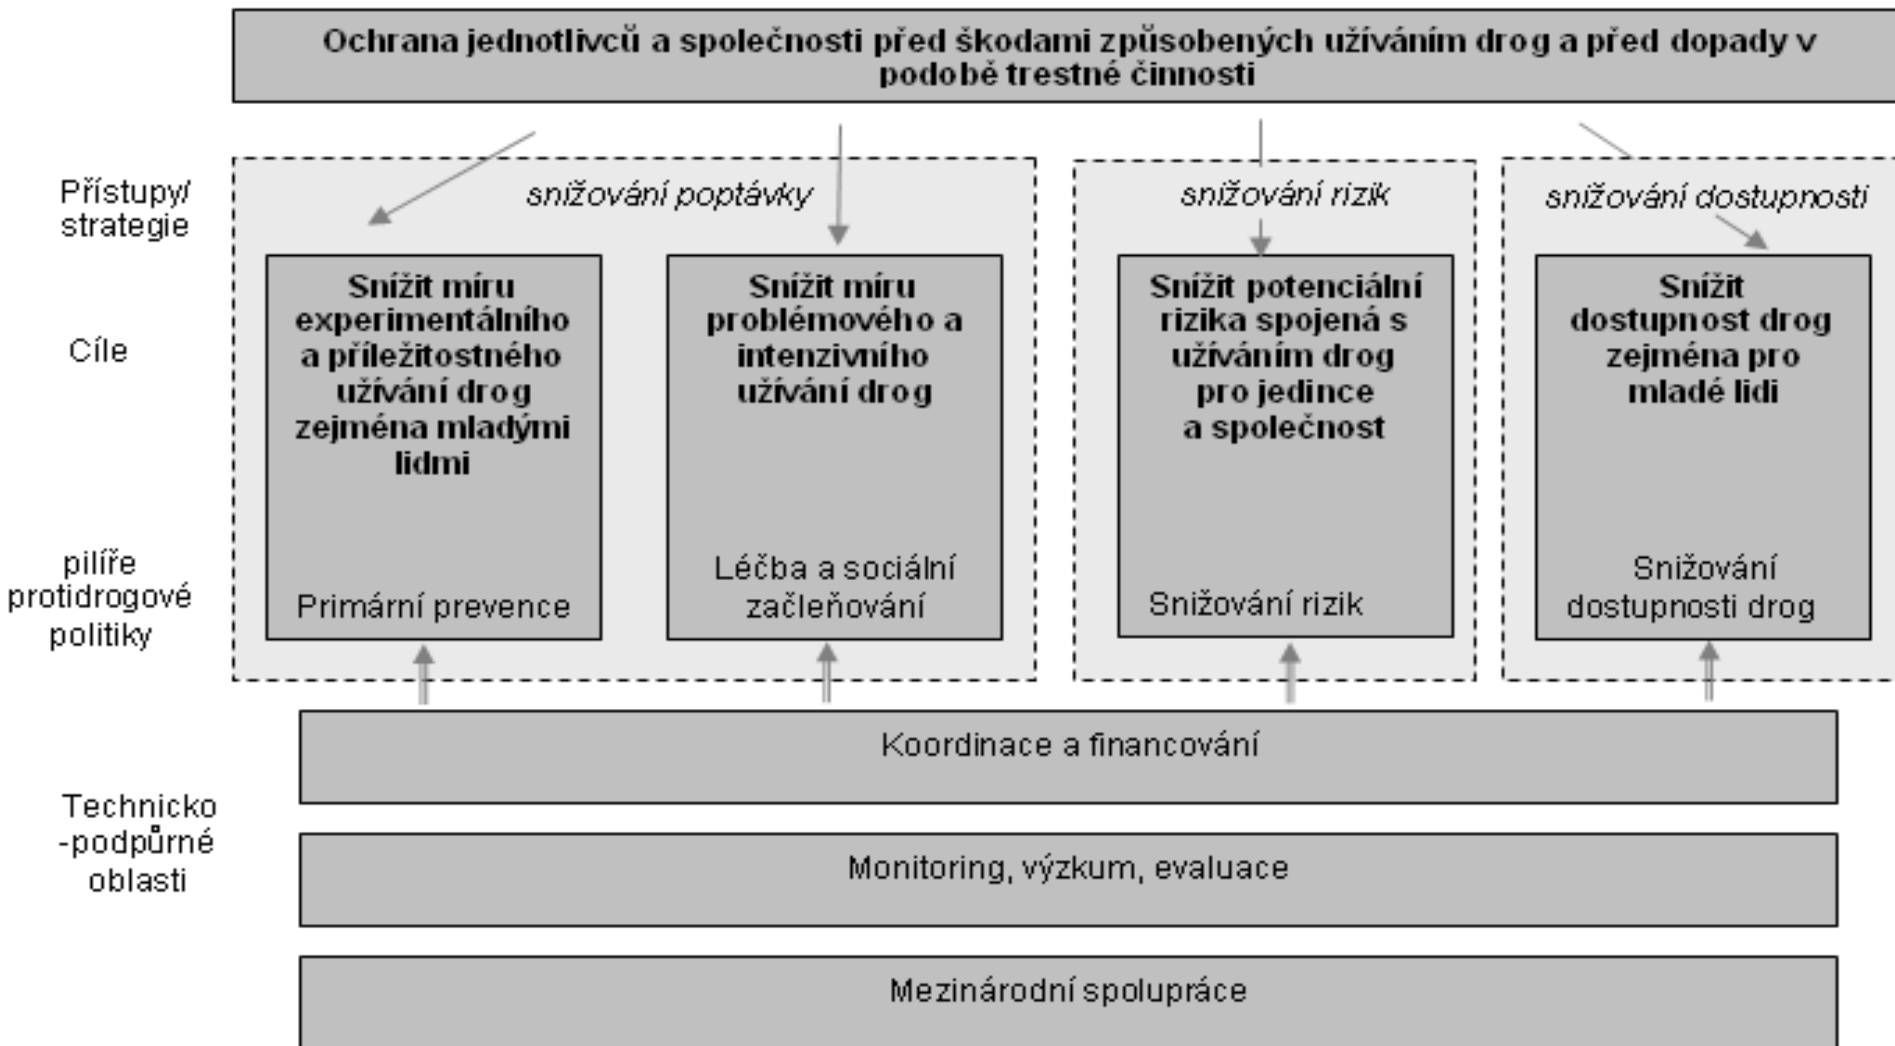 Ochrana jednotlivců a společnosti před škodami způsobených užíváním drog a před dopady v
podobě trestné činnosti
Přístupy/
strategie
snižování poptávky
snižování rizik
snižování dostupnosti
Cíle
Snížit míru
experimentálního
a příležitostného
užívání drog
zejména mladými
lidmi
Snížit míru
problémového a
intenzivního
užívání drog
Snížit potenciální
rizika spojená s
užíváním drog
pro jedince
a společnost
Snížit
dostupnost drog
zejména pro
mladé lidi
pilíře
protidrogové
politiky
Primární prevence
Léčba a sociální
začleňování
Snižování rizik
Snižování
dostupnosti drog
Technicko
-podpůrné
oblasti
Koordinace a financování
Monitoring, výzkum, evaluace
Mezinárodní spolupráce